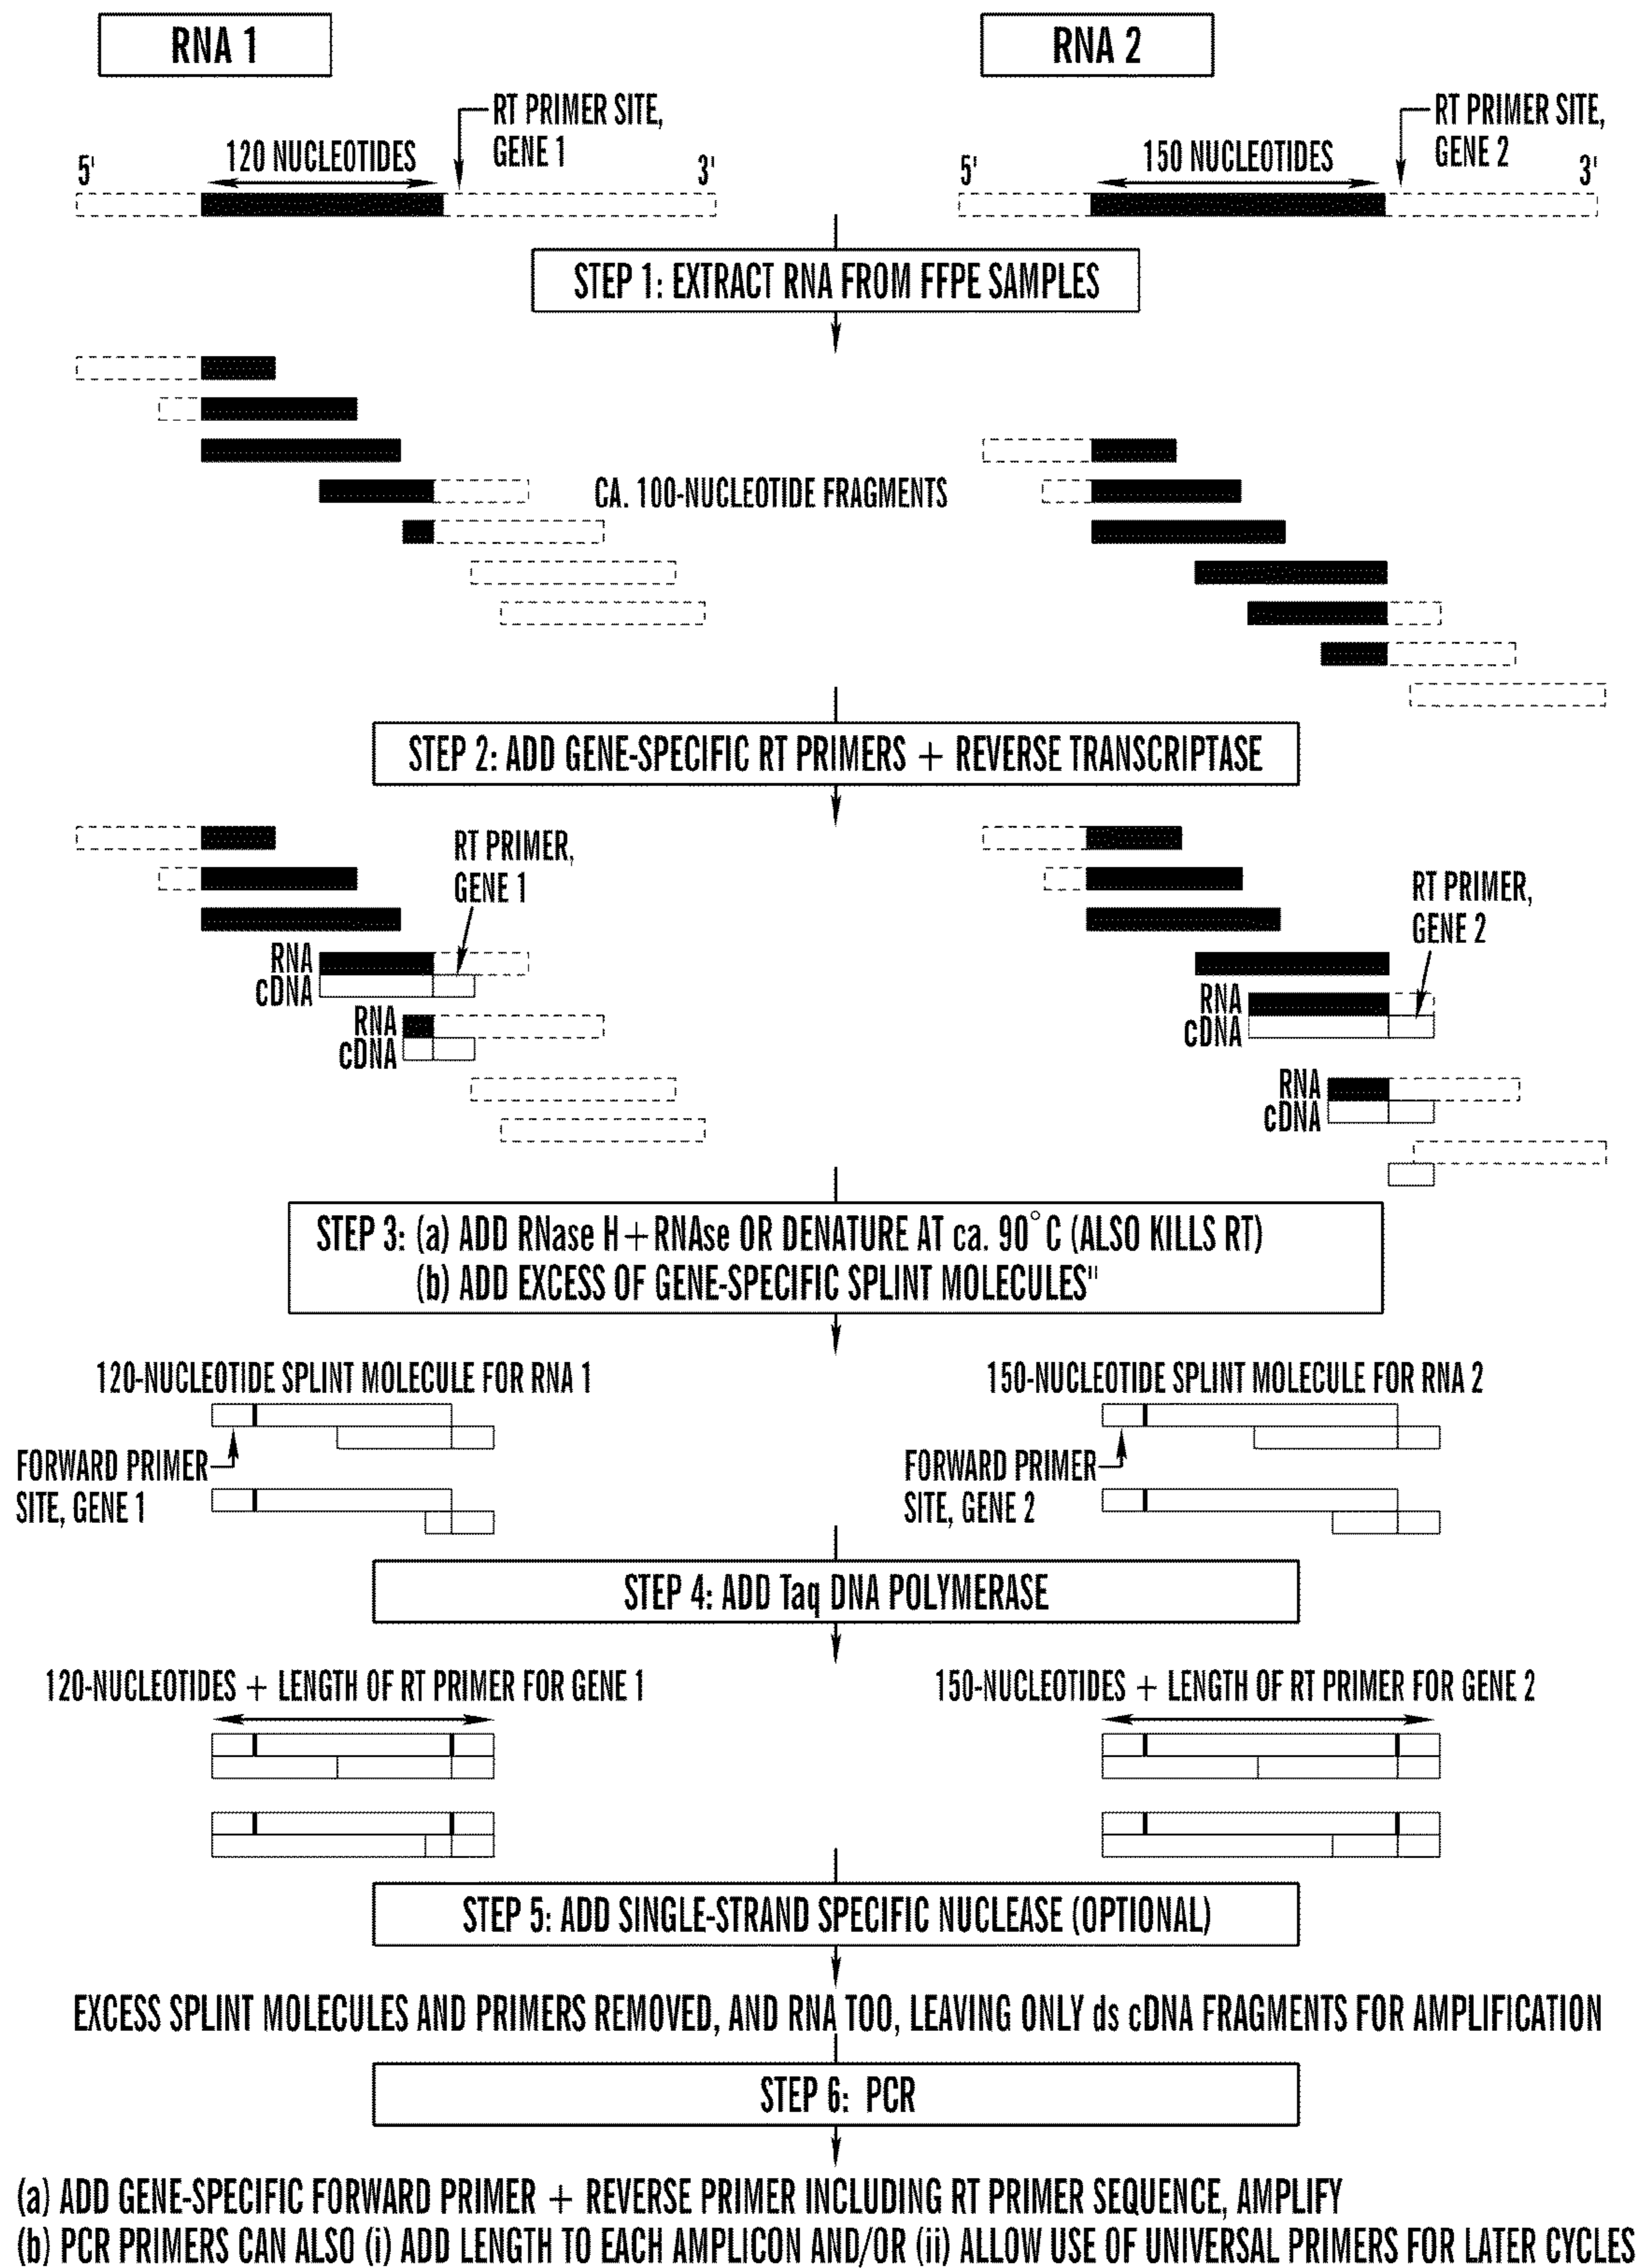 RNA 1
RNA 2
RT PRIMER SITE,
GENE 1
120 NUCLEOTIDES
5'
3'
RT PRIMER SITE,
GENE 2
150 NUCLEOTIDES
5'
3'
STEP 1: EXTRACT RNA FROM FFPE SAMPLES
CA. 100-NUCLEOTIDE FRAGMENTS
STEP 2: ADD GENE-SPECIFIC RT PRIMERS + REVERSE TRANSCRIPTASE
RT PRIMER,
GENE 1
RNA
cDNA
RNA
cDNA
RT PRIMER,
GENE 2
RNA
cDNA
RNA
cDNA
STEP 3: (a) ADD RNase H+RNAse OR DENATURE AT ca. 90°C (ALSO KILLS RT)
(b) ADD EXCESS OF GENE-SPECIFIC SPLINT MOLECULES"
120-NUCLEOTIDE SPLINT MOLECULE FOR RNA 1
FORWARD PRIMER
SITE, GENE 1
150-NUCLEOTIDE SPLINT MOLECULE FOR RNA 2
FORWARD PRIMER
SITE, GENE 2
STEP 4: ADD Taq DNA POLYMERASE
120-NUCLEOTIDES + LENGTH OF RT PRIMER FOR GENE 1
150-NUCLEOTIDES + LENGTH OF RT PRIMER FOR GENE 2
STEP 5: ADD SINGLE-STRAND SPECIFIC NUCLEASE (OPTIONAL)
EXCESS SPLINT MOLECULES AND PRIMERS REMOVED, AND RNA TOO, LEAVING ONLY ds cDNA FRAGMENTS FOR AMPLIFICATION
STEP 6: PCR
(a) ADD GENE-SPECIFIC FORWARD PRIMER + REVERSE PRIMER INCLUDING RT PRIMER SEQUENCE, AMPLIFY
(b) PCR PRIMERS CAN ALSO (i) ADD LENGTH TO EACH AMPLICON AND/OR (ii) ALLOW USE OF UNIVERSAL PRIMERS FOR LATER CYCLES